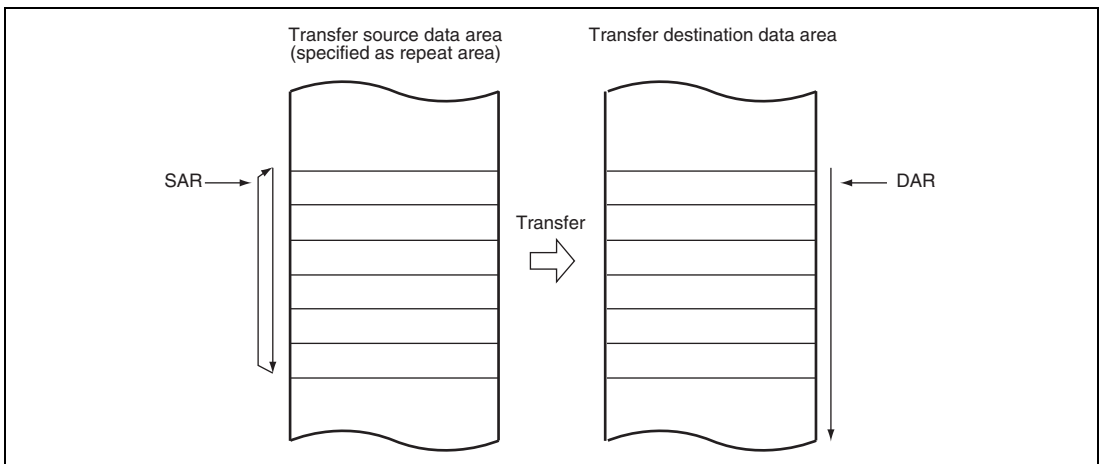 Transfer source data area
(specified as repeat area)
Transfer destination data area
SAR
Transfer
DAR